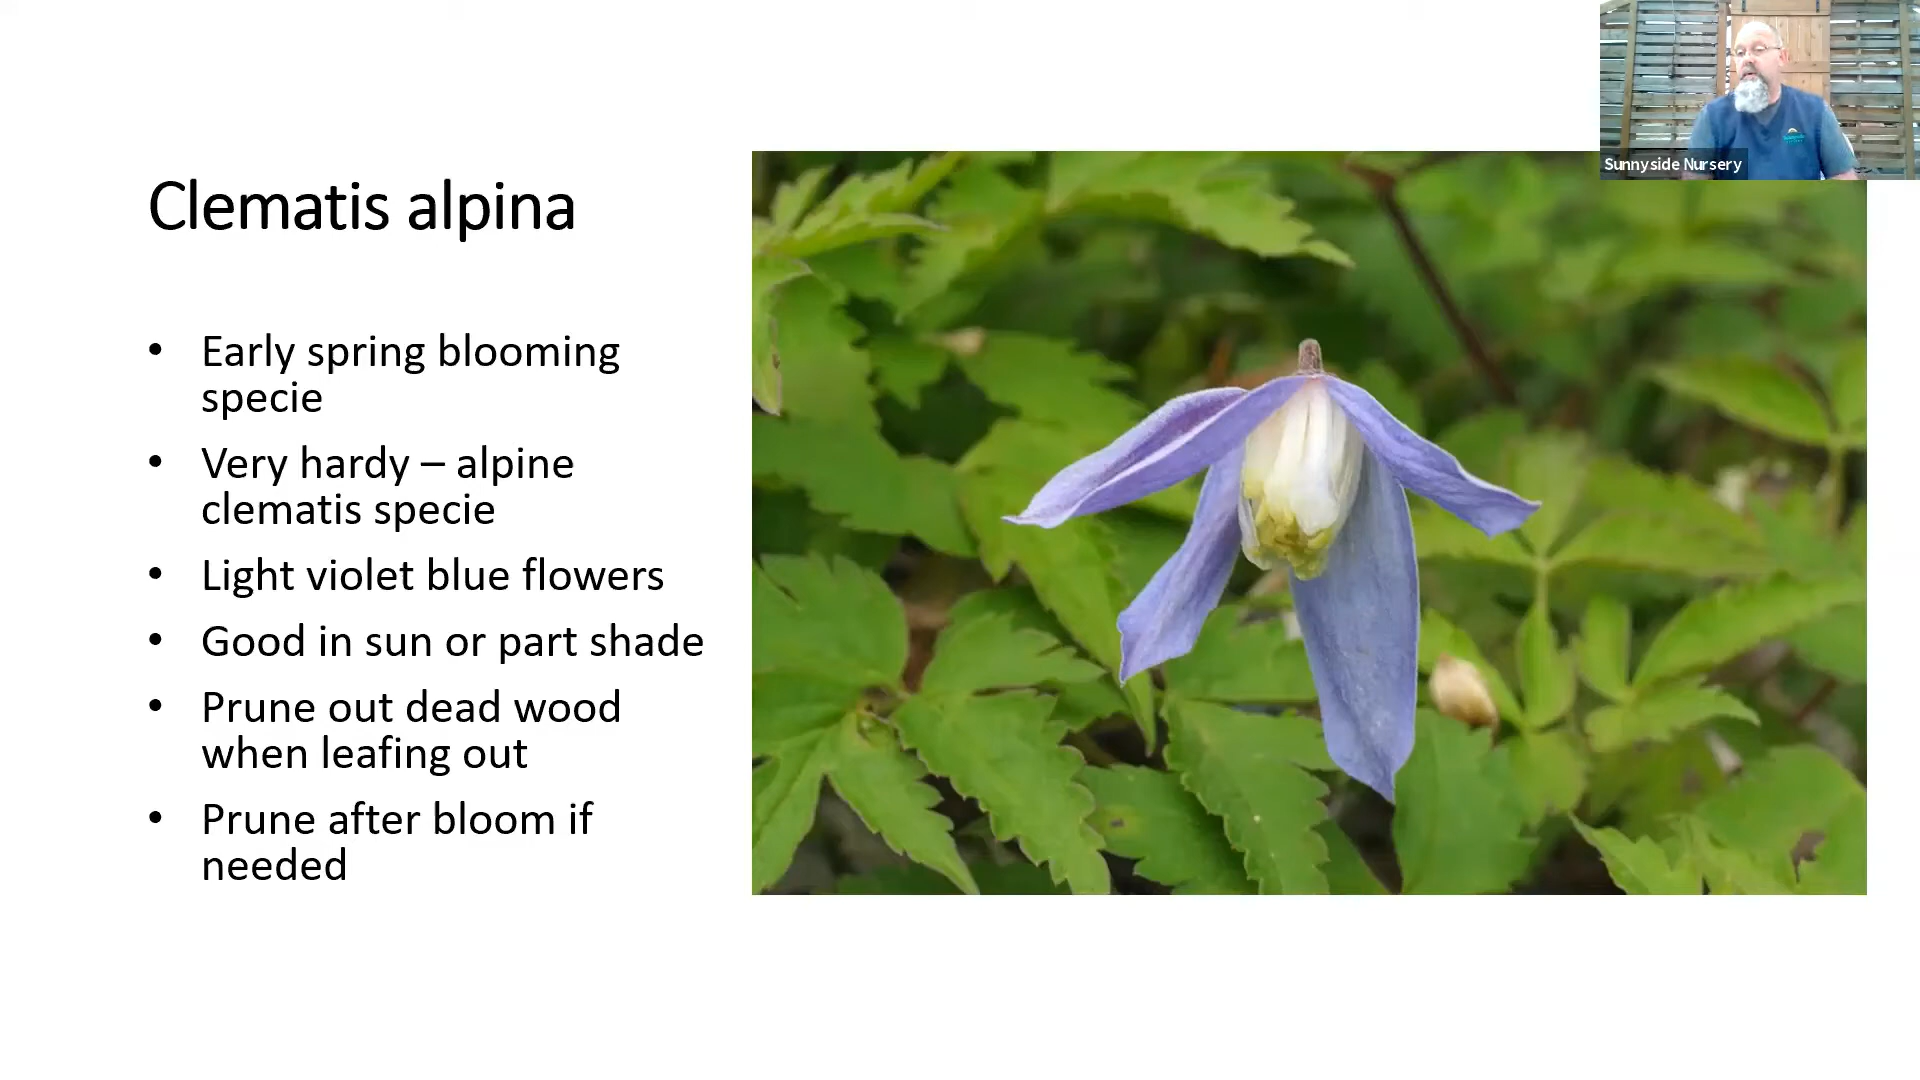 Clematis alpina
• Early spring blooming
specie
• Very hardy – alpine
clematis specie
• Light violet blue flowers
• Good in sun or part shade
• Prune out dead wood
when leafing out
• Prune after bloom if
needed
Sunnyside Nursery